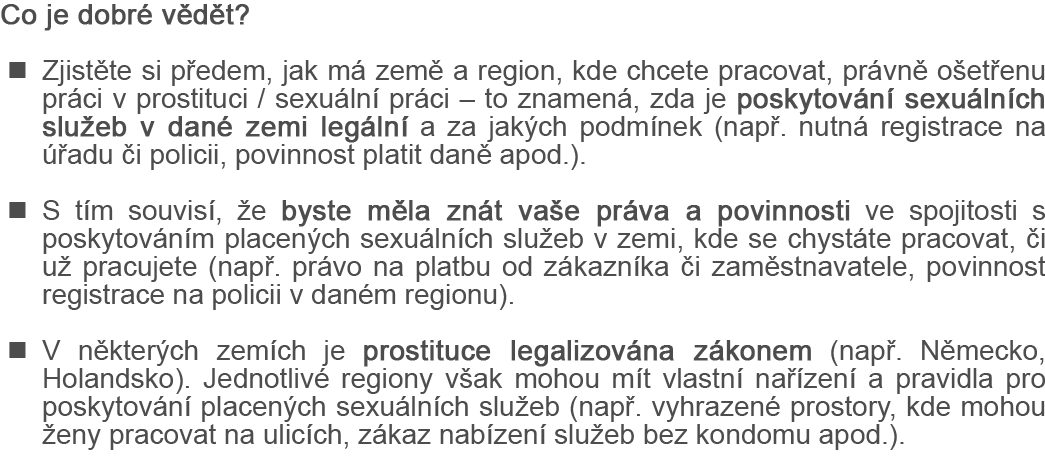 Co je dobré vědět?
■ Zjistěte si předem, jak má země a region, kde chcete pracovat, právně ošetřenu
práci v prostituci / sexuální práci – to znamená, zda je poskytování sexuálních
služeb v dané zemi legální a za jakých podmínek (např. nutná registrace na
úřadu či policii, povinnost platit daně apod.).
■ S tím souvisí, že byste měla znát vaše práva a povinnosti ve spojitosti s
poskytováním placených sexuálních služeb v zemi, kde se chystáte pracovat, či
už pracujete (např. právo na platbu od zákazníka či zaměstnavatele, povinnost
registrace na policii v daném regionu).
■ V některých zemích je prostituce legalizována zákonem (např. Německo,
Holandsko). Jednotlivé regiony však mohou mít vlastní nařízení a pravidla pro
poskytování placených sexuálních služeb (např. vyhrazené prostory, kde mohou
ženy pracovat na ulicích, zákaz nabízení služeb bez kondomu apod.).